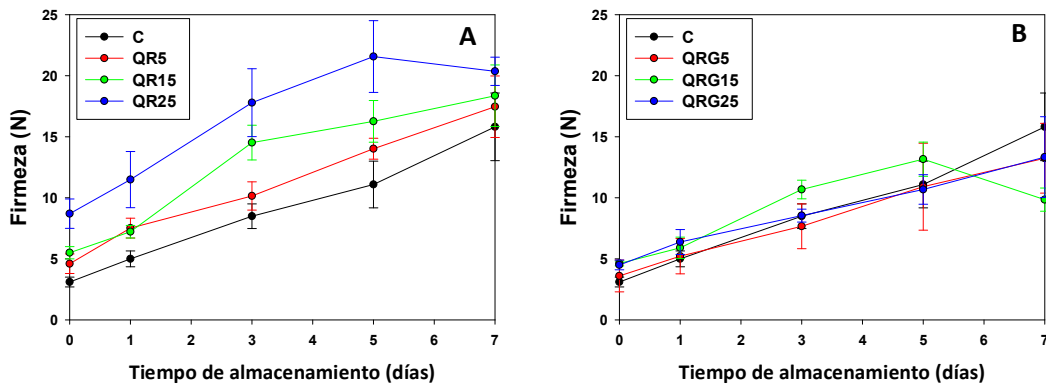 25
20
15
10
5
0
Firmeza (N)
C
QR5
QR15
QR25
A
0 1 2 3 4 5 6 7
Tiempo de almacenamiento (días)
25
20
15
10
5
0
Firmeza (N)
C
QRG5
QRG15
QRG25
B
0 1 2 3 4 5 6 7
Tiempo de almacenamiento (días)